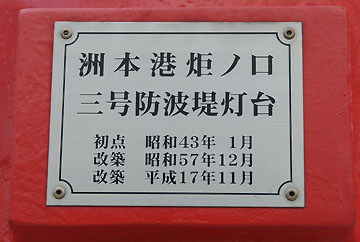 洲本港炬ノ口
三号防波堤灯台
初点 昭和43年 1月
改築 昭和57年12月
改築 平成17年11月